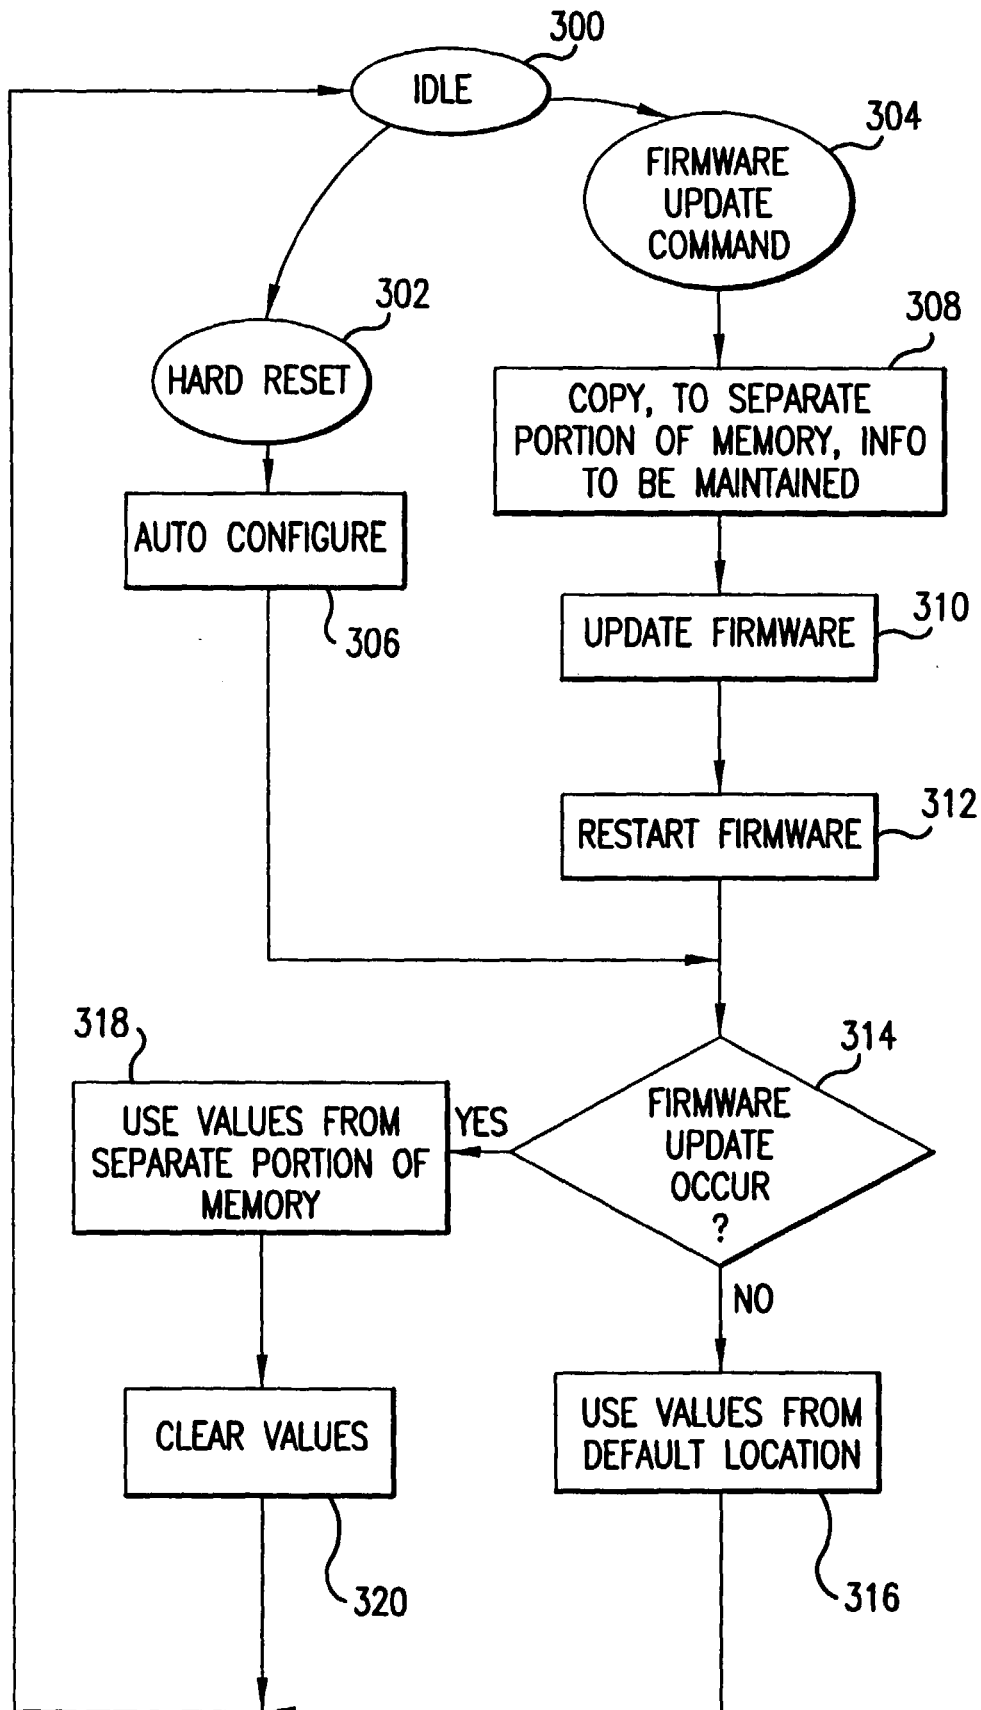 300
IDLE
304
FIRMWARE
UPDATE
COMMAND
302
HARD RESET
308
COPY, TO SEPARATE
PORTION OF MEMORY, INFO
TO BE MAINTAINED
AUTO CONFIGURE
306
310
UPDATE FIRMWARE
312
RESTART FIRMWARE
314
FIRMWARE
UPDATE
OCCUR
?
318
YES
USE VALUES FROM
SEPARATE PORTION OF
MEMORY
NO
CLEAR VALUES
320
USE VALUES FROM
DEFAULT LOCATION
316